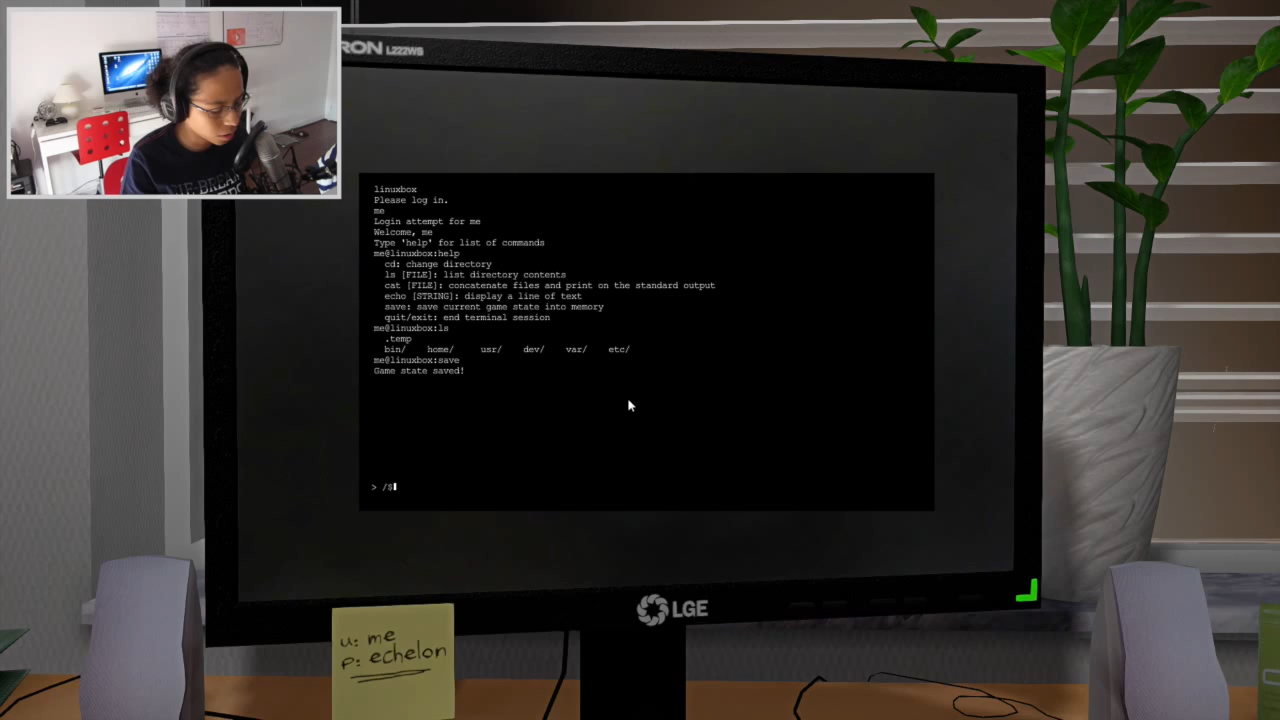 RON L222WS
linuxbox
Please log in.
me
Login attempt for me
Welcome, me
Type 'help' for list of commands
me@linuxbox:help
cd: change directory
ls [FILE]: list directory contents
cat [FILE]: concatenate files and print on the standard output
echo [STRING]: display a line of text
save: save current game state into memory
quit/exit: end terminal session
me@linuxbox:ls
.temp
bin/ home/ usr/ dev/ var/ etc/
me@linuxbox:save
Game state saved!
> /$
LGE
u: me
p: echelon